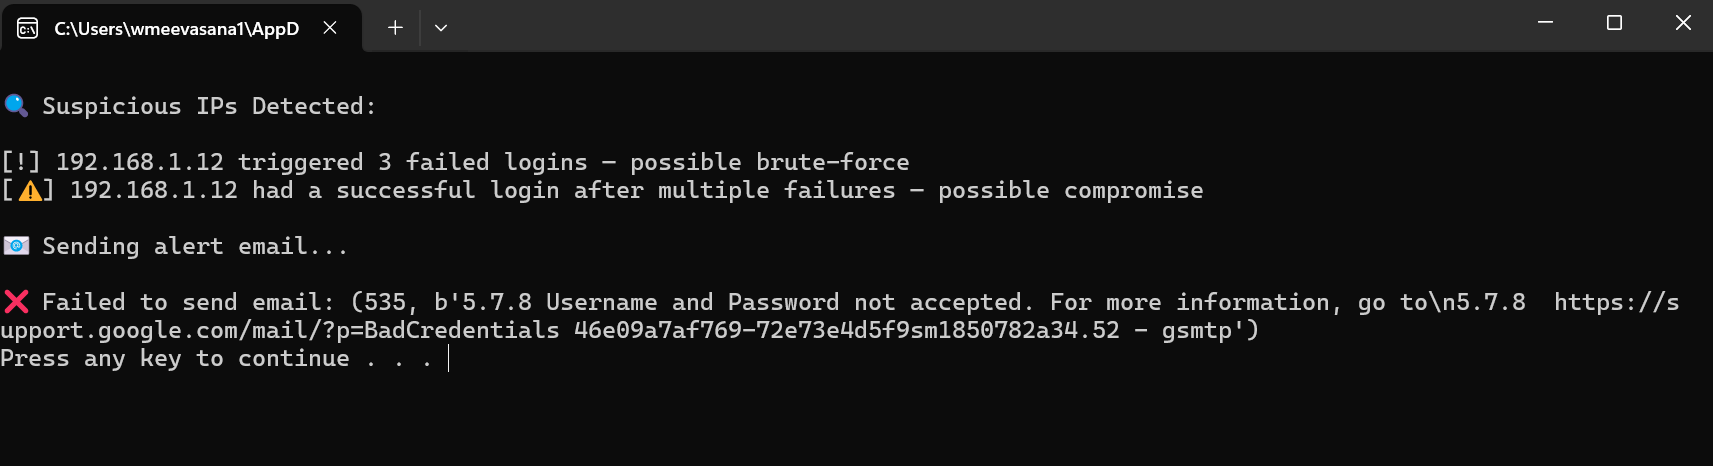 C:\Users\wmeevasana1\AppD
🔍 Suspicious IPs Detected:
[!] 192.168.1.12 triggered 3 failed logins — possible brute-force
[⚠️] 192.168.1.12 had a successful login after multiple failures — possible compromise
📧 Sending alert email...
❌ Failed to send email: (535, b'5.7.8 Username and Password not accepted. For more information, go to\n5.7.8  https://s
upport.google.com/mail/?p=BadCredentials 46e09a7af769-72e73e4d5f9sm1850782a34.52 - gsmtp')
Press any key to continue . . .